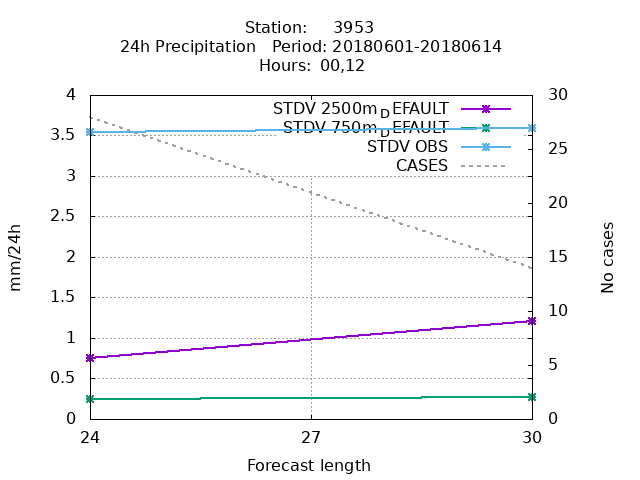 Station:     3953
24h Precipitation   Period: 20180601-20180614
Hours:  00,12
4
3.5
3
2.5
2
1.5
1
0.5
0
30
25
20
15
10
5
0
STDV 2500mDEFAULT
STDV 750mDEFAULT
STDV OBS
CASES
mm/24h
No cases
24
27
30
Forecast length